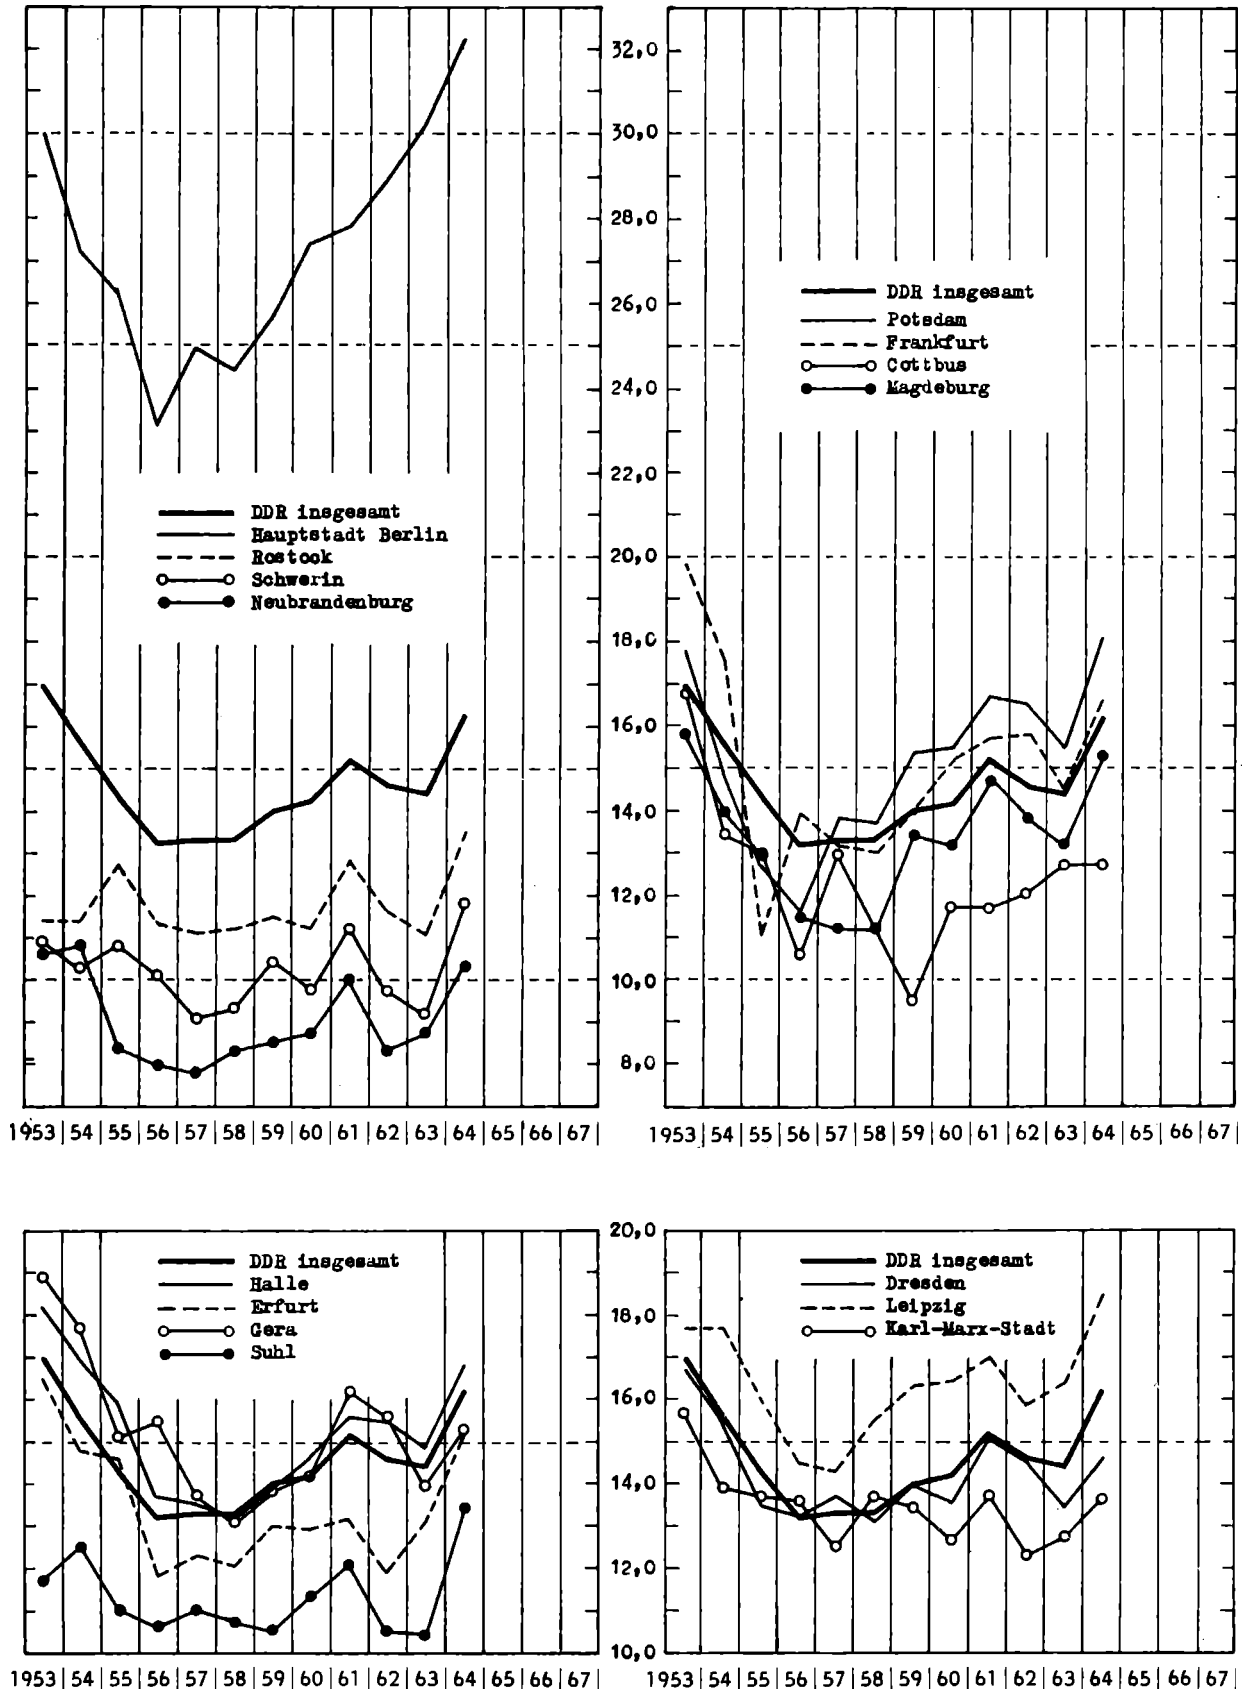 32,0
30,0
28,0
26,0
24,0
22,0
20,0
18,0
16,0
14,0
12,0
10,0
8,0
DDR insgesamt
Hauptstadt Berlin
Rostock
Schwerin
Neubrandenburg
DDR insgesamt
Potsdam
Frankfurt
Cottbus
Magdeburg
1953 54 55 56 57 58 59 60 61 62 63 64 65 66 67
1953 54 55 56 57 58 59 60 61 62 63 64 65 66 67
20,0
18,0
16,0
14,0
12,0
10,0
DDR insgesamt
Halle
Erfurt
Gera
Suhl
DDR insgesamt
Dresden
Leipzig
Karl-Marx-Stadt
1953 54 55 56 57 58 59 60 61 62 63 64 65 66 67
1953 54 55 56 57 58 59 60 61 62 63 64 65 66 67